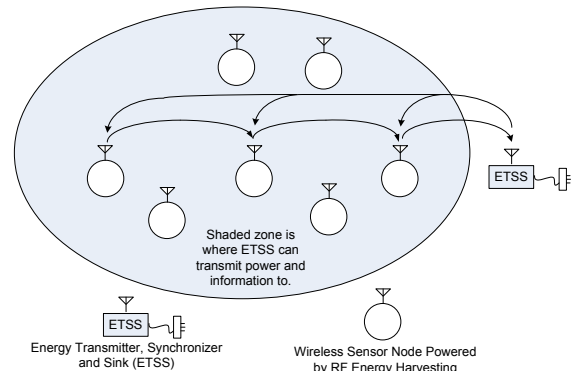 ETSS
Shaded zone is
where ETSS can
transmit power and
information to.
ETSS
Energy Transmitter, Synchronizer
and Sink (ETSS)
Wireless Sensor Node Powered
by RF Energy Harvesting